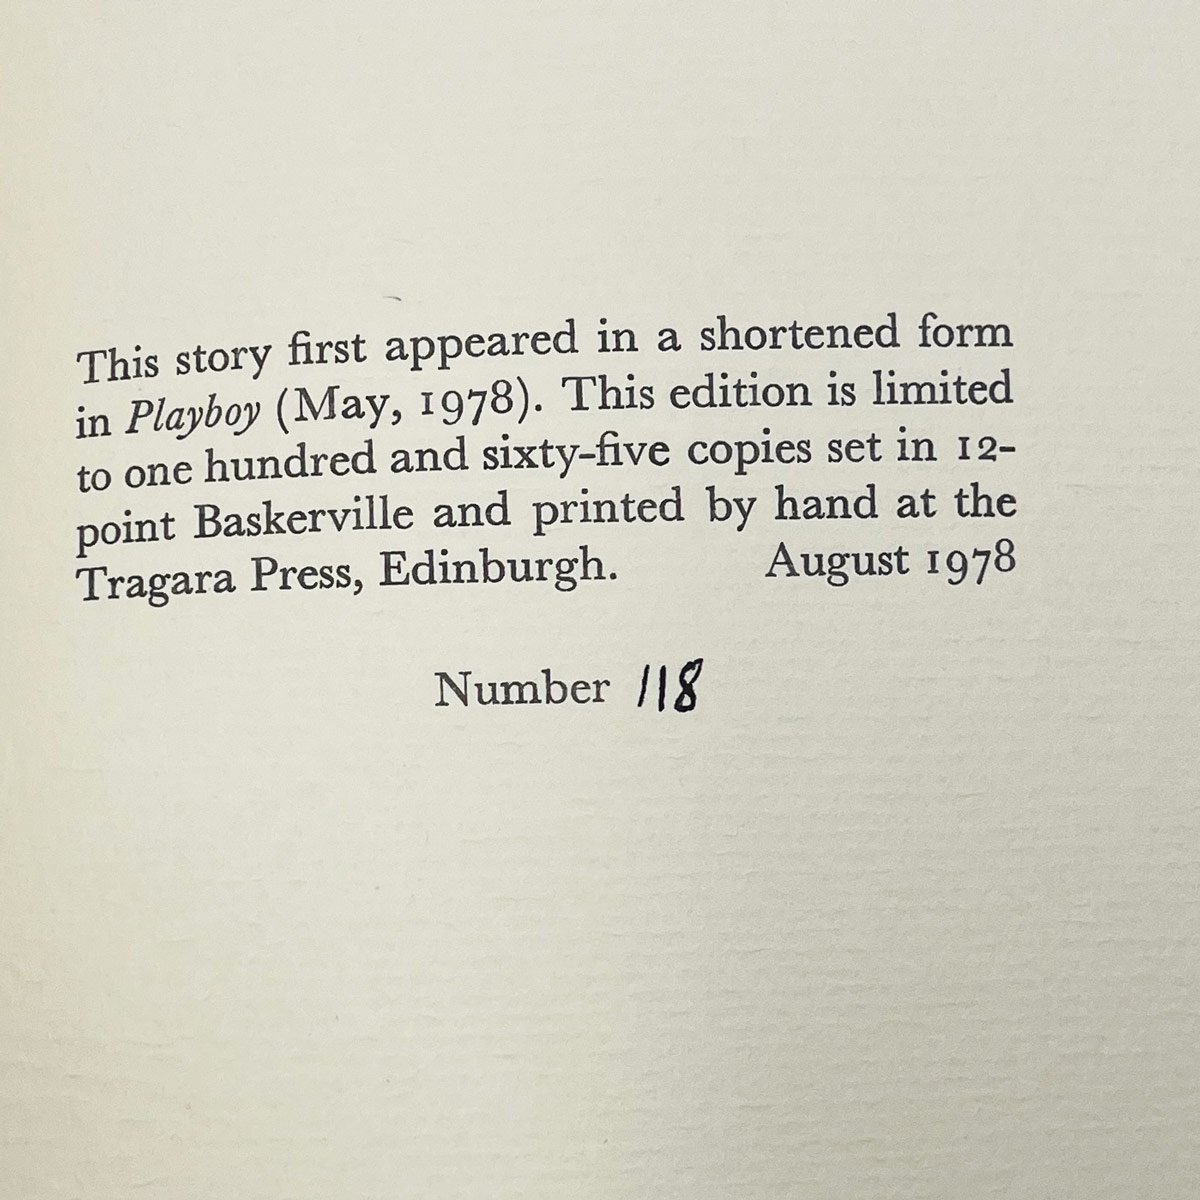 This story first appeared in a shortened form
in Playboy (May, 1978). This edition is limited
to one hundred and sixty-five copies set in 12-
point Baskerville and printed by hand at the
Tragara Press, Edinburgh. August 1978
Number 118